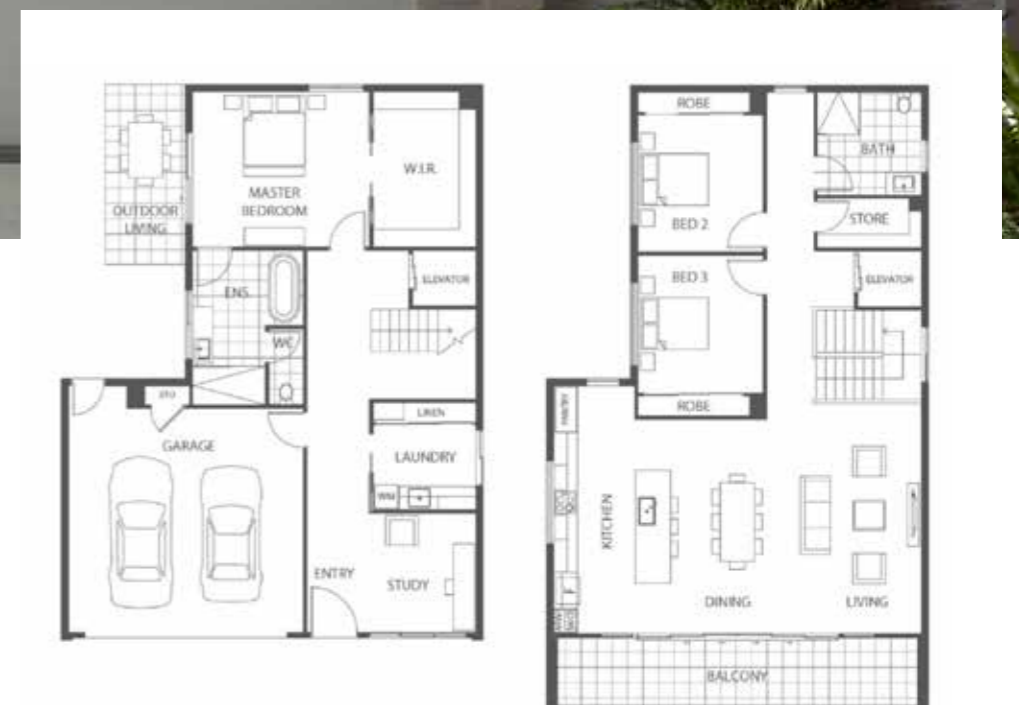 MASTER
BEDROOM
W.I.R.
OUTDOOR
LIVING
ENS.
ELEVATOR
WC
STO
GARAGE
LINEN
LAUNDRY
WM
ENTRY
STUDY
ROBE
BATH
BED 2
STORE
BED 3
ELEVATOR
ROBE
PANTRY
KITCHEN
F
DINING
LIVING
BALCONY